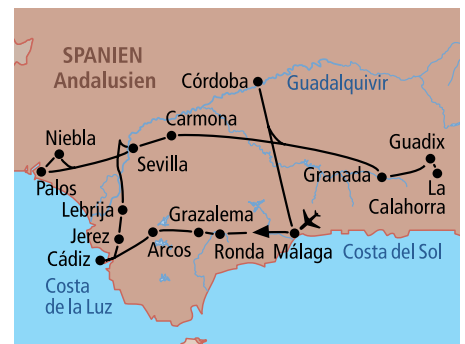 SPANIEN
Andalusien
Córdoba
Guadalquivir
Carmona
Niebla
Sevilla
Guadix
Palos
Granada
La
Calahorra
Lebrija
Grazalema
Jerez
Arcos
Ronda
Málaga
Costa del Sol
Cádiz
Costa
de la Luz